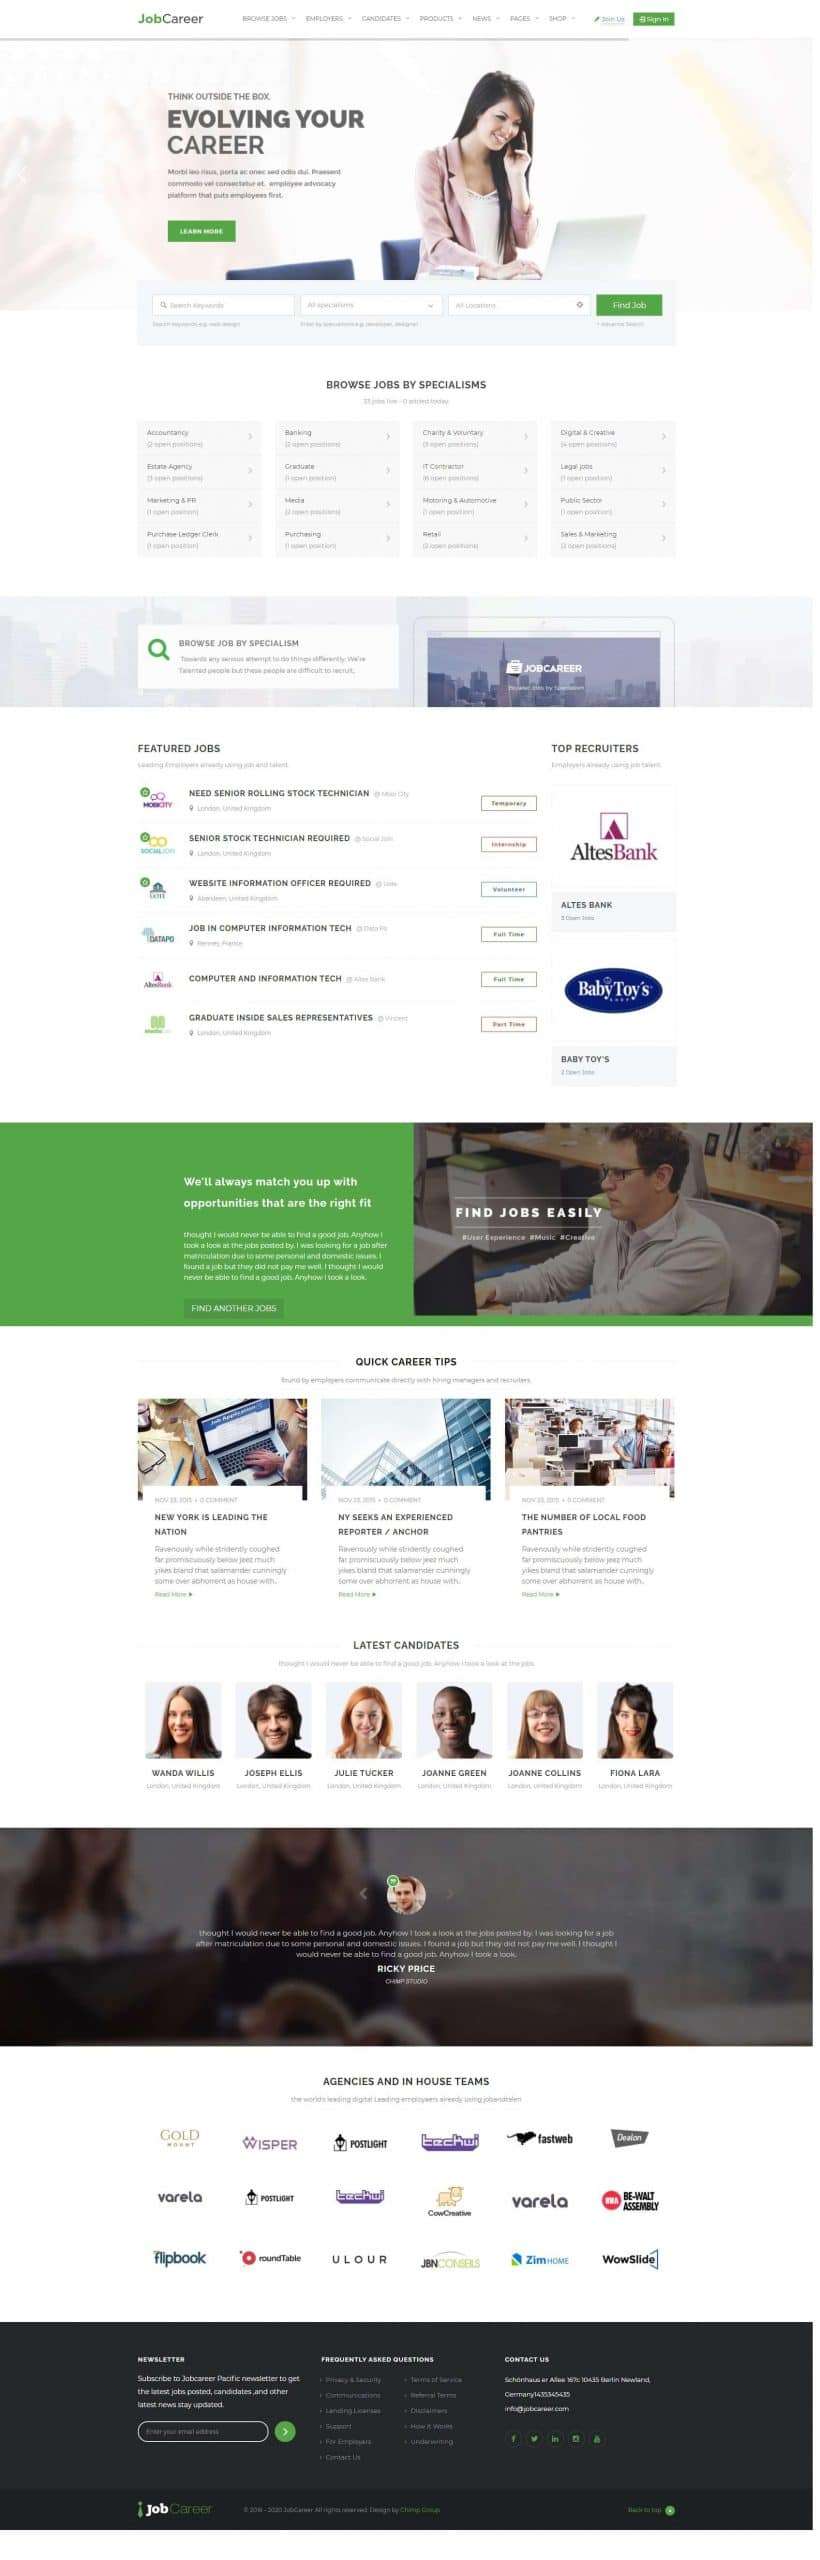 JobCareer
BROWSE JOBS
EMPLOYERS
CANDIDATES
PRODUCTS
NEWS
PAGES
SHOP
Join Us
Sign In
THINK OUTSIDE THE BOX.
EVOLVING YOUR
CAREER
Morbi leo risus, porta ac onec sed odio dui. Praesent
commodo vel consectetur et. employee advocacy
platform that puts employees first.
LEARN MORE
Search Keywords
All specialisms
All Locations
Find Job
Search keywords e.g. web design
Filter by specialisms e.g. developer, designer
+ Advance Search
BROWSE JOBS BY SPECIALISMS
33 jobs live - 0 added today.
Accountancy
(2 open positions)
Banking
(2 open positions)
Charity & Voluntary
(3 open positions)
Digital & Creative
(4 open positions)
Estate Agency
(3 open positions)
Graduate
(1 open position)
IT Contractor
(6 open positions)
Legal jobs
(1 open position)
Marketing & PR
(1 open position)
Media
(2 open positions)
Motoring & Automotive
(1 open position)
Public Sector
(1 open position)
Purchase Ledger Clerk
(1 open position)
Purchasing
(1 open position)
Retail
(2 open positions)
Sales & Marketing
(2 open positions)
BROWSE JOB BY SPECIALISM
Towards any serious attempt to do things differently. We're
Talented people but these people are difficult to recruit.
JOBCAREER
Browse Jobs by Specialism
FEATURED JOBS
Leading Employers already using job and talent.
MOBICITY
NEED SENIOR ROLLING STOCK TECHNICIAN @ Mobi City
London, United Kingdom
Temporary
SOCIALJOIN
SENIOR STOCK TECHNICIAN REQUIRED @ Social Join
London, United Kingdom
Internship
WEBSITE INFORMATION OFFICER REQUIRED
Aberdeen, United Kingdom
Volunteer
DATAPO
JOB IN COMPUTER INFORMATION TECH
Rennes, France
Full Time
AltesBank
COMPUTER AND INFORMATION TECH @ Altes Bank
Full Time
GRADUATE INSIDE SALES REPRESENTATIVES @ Vincent
London, United Kingdom
Part Time
TOP RECRUITERS
Employers already using job talent.
AltesBank
ALTES BANK
3 Open Jobs
BabyToy's
SHOP
BABY TOY'S
2 Open Jobs
We'll always match you up with
opportunities that are the right fit
thought I would never be able to find a good job. Anyhow I
took a look at the jobs posted by. I was looking for a job after
matriculation due to some personal and domestic issues. I
found a job but they did not pay me well. I thought I would
never be able to find a good job. Anyhow I took a look.
FIND ANOTHER JOBS
FIND JOBS EASILY
#User Experience #Music #Creative
QUICK CAREER TIPS
found by employers communicate directly with hiring managers and recruiters.
Job Application
NOV 23, 2015 • 0 COMMENT
NEW YORK IS LEADING THE
NATION
Ravenously while stridently coughed
far promiscuously below jeez much
yikes bland that salamander cunningly
some over abhorrent as house with..
Read More
NOV 23, 2015 • 0 COMMENT
NY SEEKS AN EXPERIENCED
REPORTER / ANCHOR
Ravenously while stridently coughed
far promiscuously below jeez much
yikes bland that salamander cunningly
some over abhorrent as house with..
Read More
NOV 23, 2015 • 0 COMMENT
THE NUMBER OF LOCAL FOOD
PANTRIES
Ravenously while stridently coughed
far promiscuously below jeez much
yikes bland that salamander cunningly
some over abhorrent as house with..
Read More
LATEST CANDIDATES
thought I would never be able to find a good job. Anyhow I took a look at the jobs.
WANDA WILLIS
London, United Kingdom
JOSEPH ELLIS
London, United Kingdom
JULIE TUCKER
London, United Kingdom
JOANNE GREEN
London, United Kingdom
JOANNE COLLINS
London, United Kingdom
FIONA LARA
London, United Kingdom
thought I would never be able to find a good job. Anyhow I took a look at the jobs posted by. I was looking for a job
after matriculation due to some personal and domestic issues. I found a job but they did not pay me well. I thought I
would never be able to find a good job. Anyhow I took a look.
RICKY PRICE
CHIMP STUDIO
AGENCIES AND IN HOUSE TEAMS
the world's leading digital Leading employeers already using jobandtelen
GOLD
MOUNT
WISPER
POSTLIGHT
teckwi
fastweb
Dealon
varela
POSTLIGHT
teckwi
CowCreative
varela
BWA
BE-WALT
ASSEMBLY
flipbook
roundTable
ULOUR
JBNCONSEILS
Zim HOME
WowSlide
NEWSLETTER
Subscribe to Jobcareer Pacific newsletter to get
the latest jobs posted, candidates ,and other
latest news stay updated.
Enter your email address
FREQUENTLY ASKED QUESTIONS
Privacy & Security
Communications
Lending Licenses
Support
For Employers
Contact Us
Terms of Service
Referral Terms
Disclaimers
How it Works
Underwriting
CONTACT US
Schönhaus er Allee 167c 10435 Berlin Newland,
Germany1435345435
info@jobcareer.com
JobCareer
© 2016 - 2020 JobCareer All rights reserved. Design by Chimp Group.
Back to top